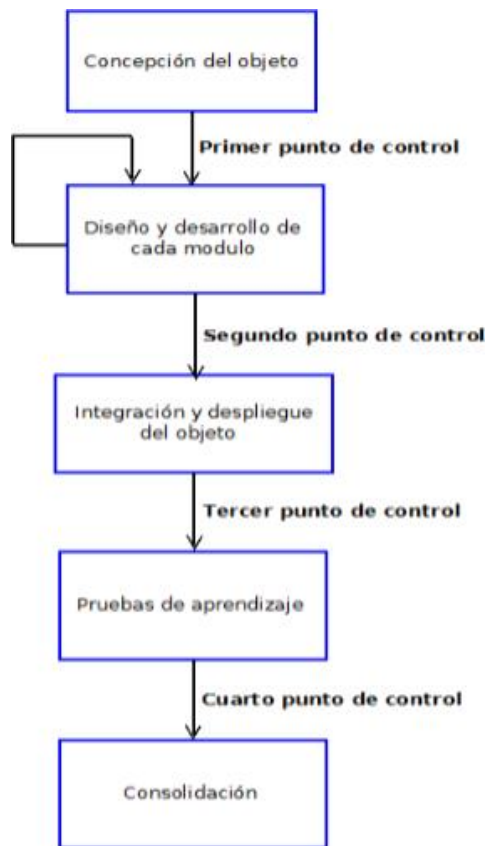 Concepción del objeto
Primer punto de control
Diseño y desarrollo de
cada modulo
Segundo punto de control
Integración y despliegue
del objeto
Tercer punto de control
Pruebas de aprendizaje
Cuarto punto de control
Consolidación